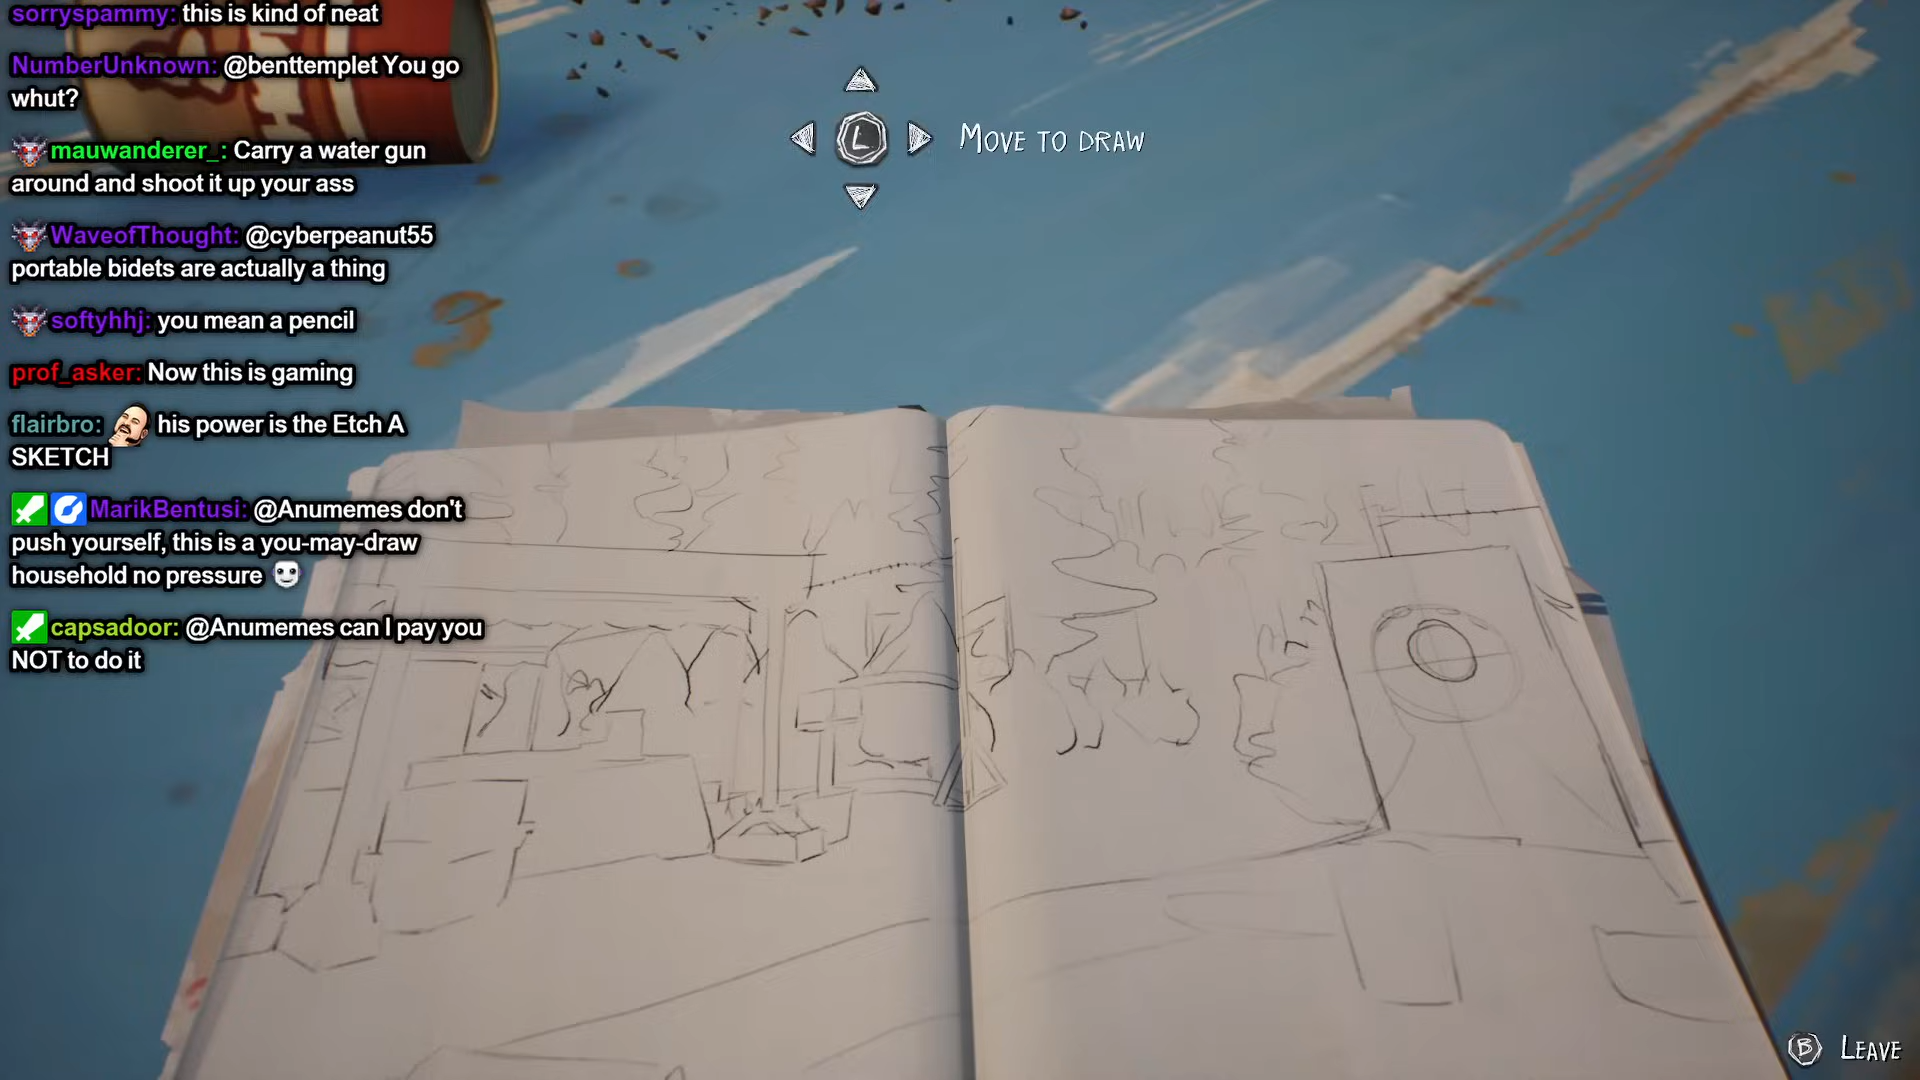 sorryspammy: this is kind of neat
NumberUnknown: @benttemplet You go
whut?
mauwanderer_: Carry a water gun
around and shoot it up your ass
WaveofThought: @cyberpeanut55
portable bidets are actually a thing
softyhhj: you mean a pencil
prof_asker: Now this is gaming
flairbro: his power is the Etch A
SKETCH
MarikBentusi: @Anumemes don't
push yourself, this is a you-may-draw
household no pressure
capsadoor: @Anumemes can I pay you
NOT to do it
L
MOVE TO DRAW
B LEAVE